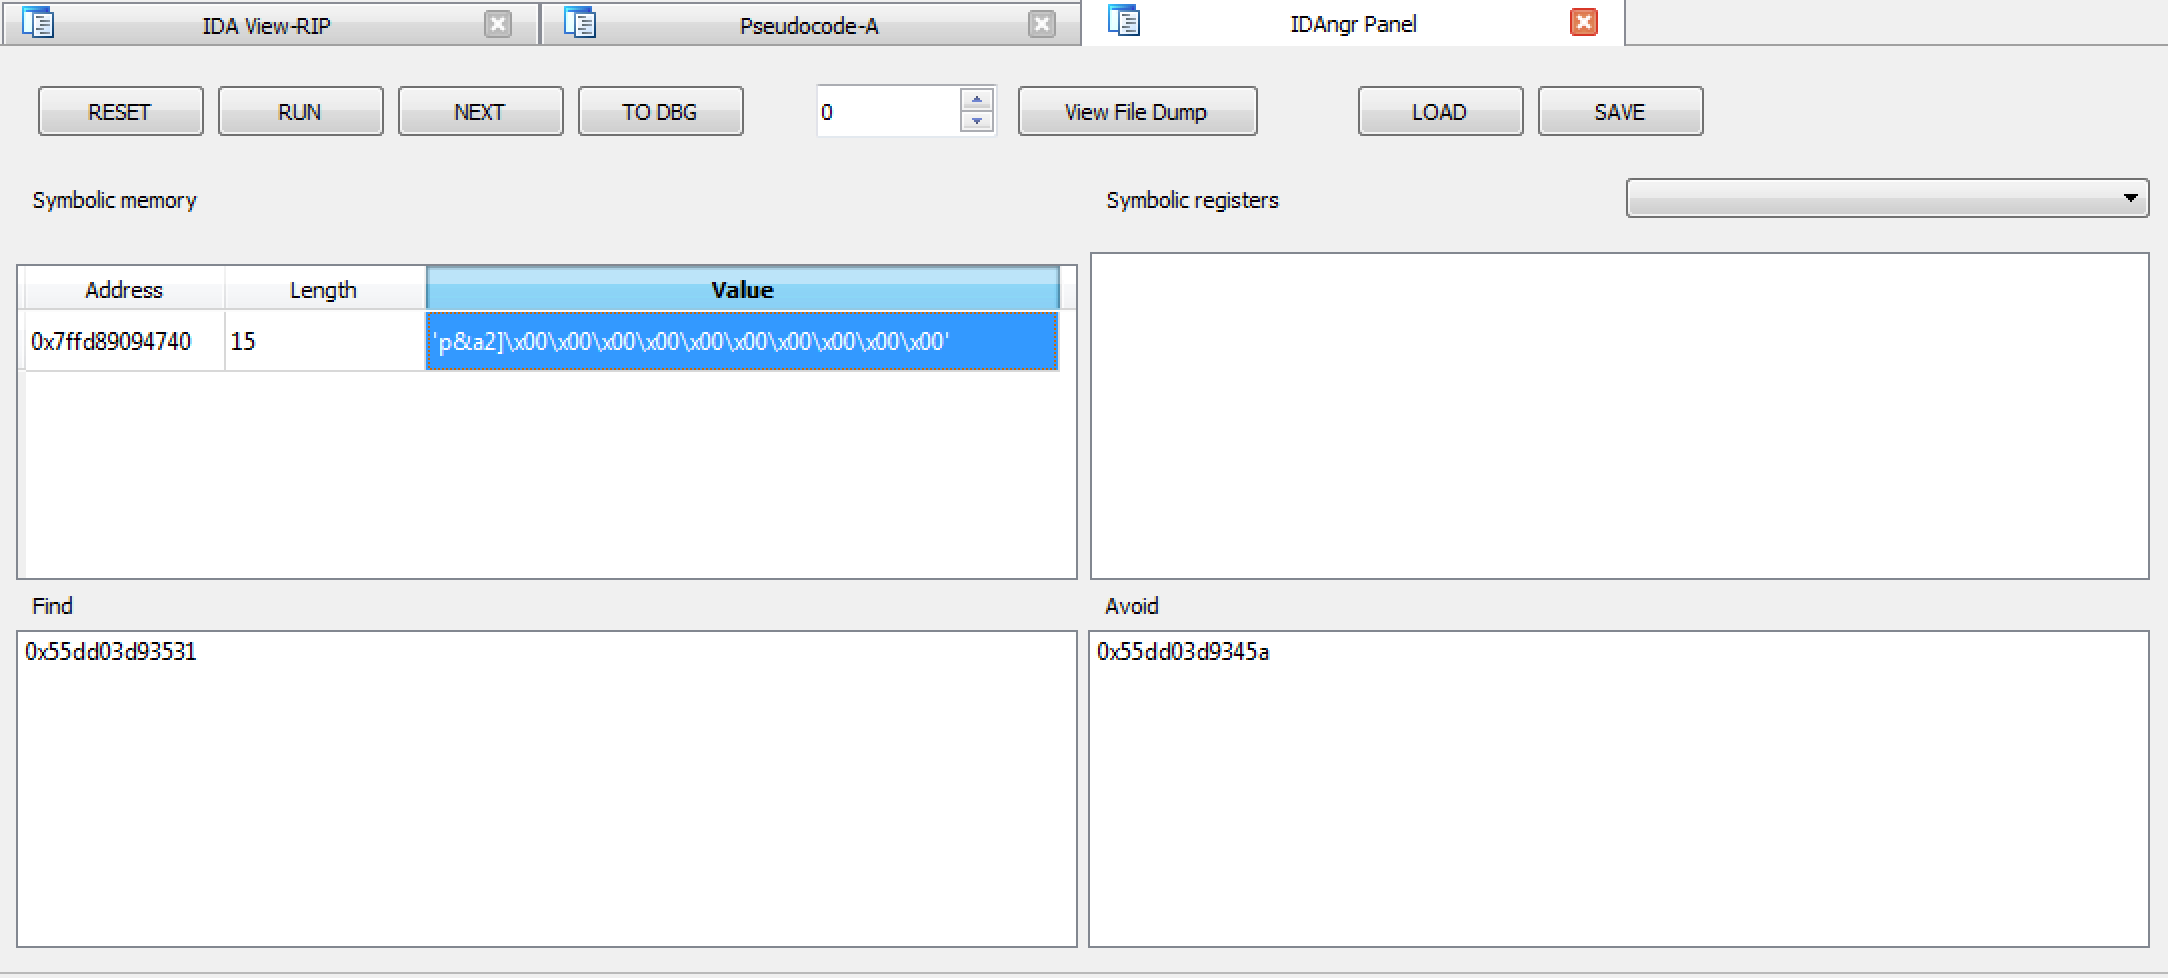 IDA View-RIP Pseudocode-A IDAngr Panel
RESET RUN NEXT TO DBG 0 View File Dump LOAD SAVE
Symbolic memory Symbolic registers
Address Length Value
0x7ffd89094740 15 'p&a2]\x00\x00\x00\x00\x00\x00\x00\x00\x00\x00'
Find Avoid
0x55dd03d93531 0x55dd03d9345a